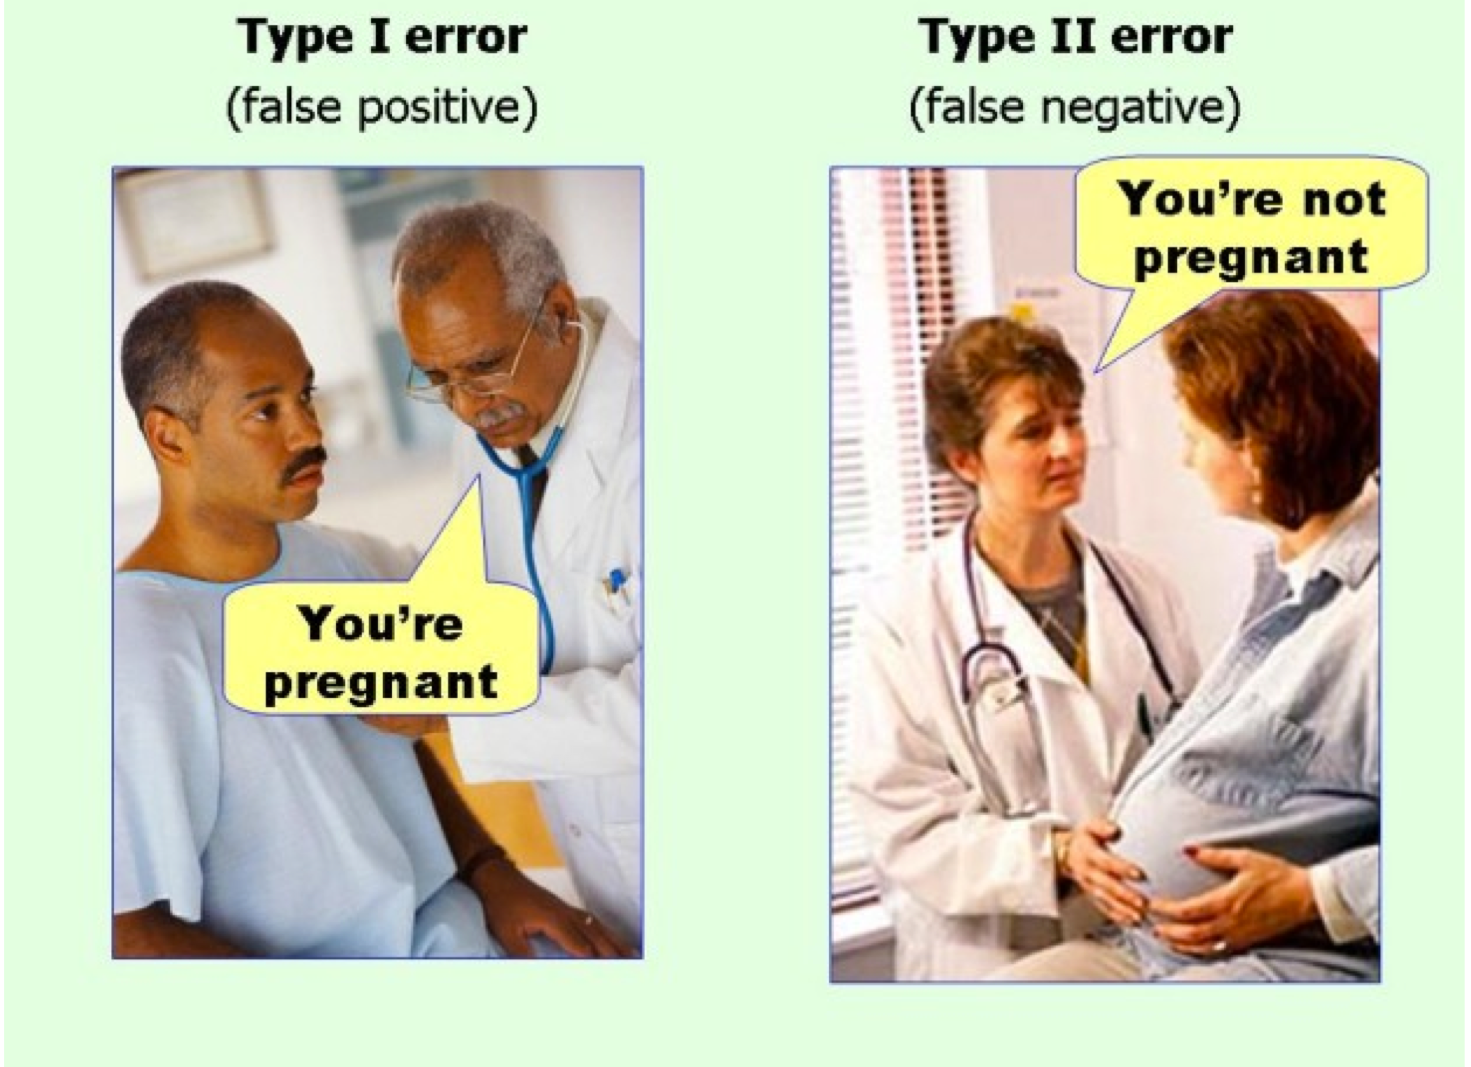 Type I error
(false positive)
You're
pregnant
Type II error
(false negative)
You're not
pregnant